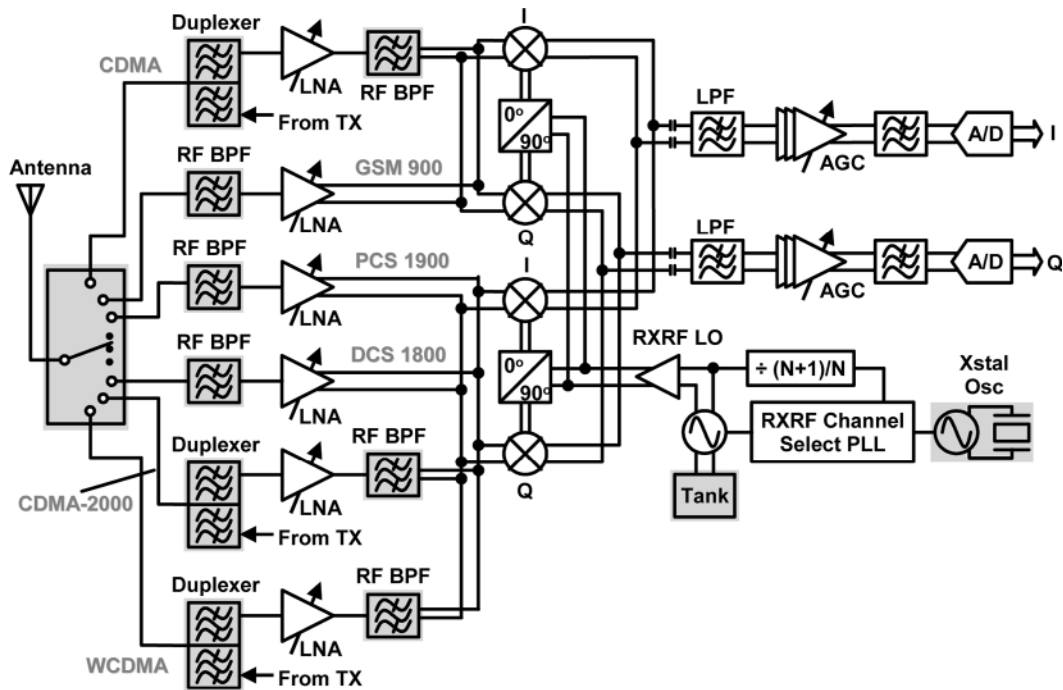 Duplexer
CDMA
LNA
RF BPF
From TX
I
0°
90°
Q
LPF
AGC
A/D
I
Antenna
RF BPF
GSM 900
LNA
RF BPF
PCS 1900
LNA
I
LPF
AGC
A/D
Q
RF BPF
DCS 1800
LNA
0°
90°
Q
RXRF LO
÷ (N+1)/N
Xstal
Osc
RXRF Channel
Select PLL
Tank
Duplexer
LNA
RF BPF
CDMA-2000
From TX
Duplexer
LNA
RF BPF
WCDMA
From TX